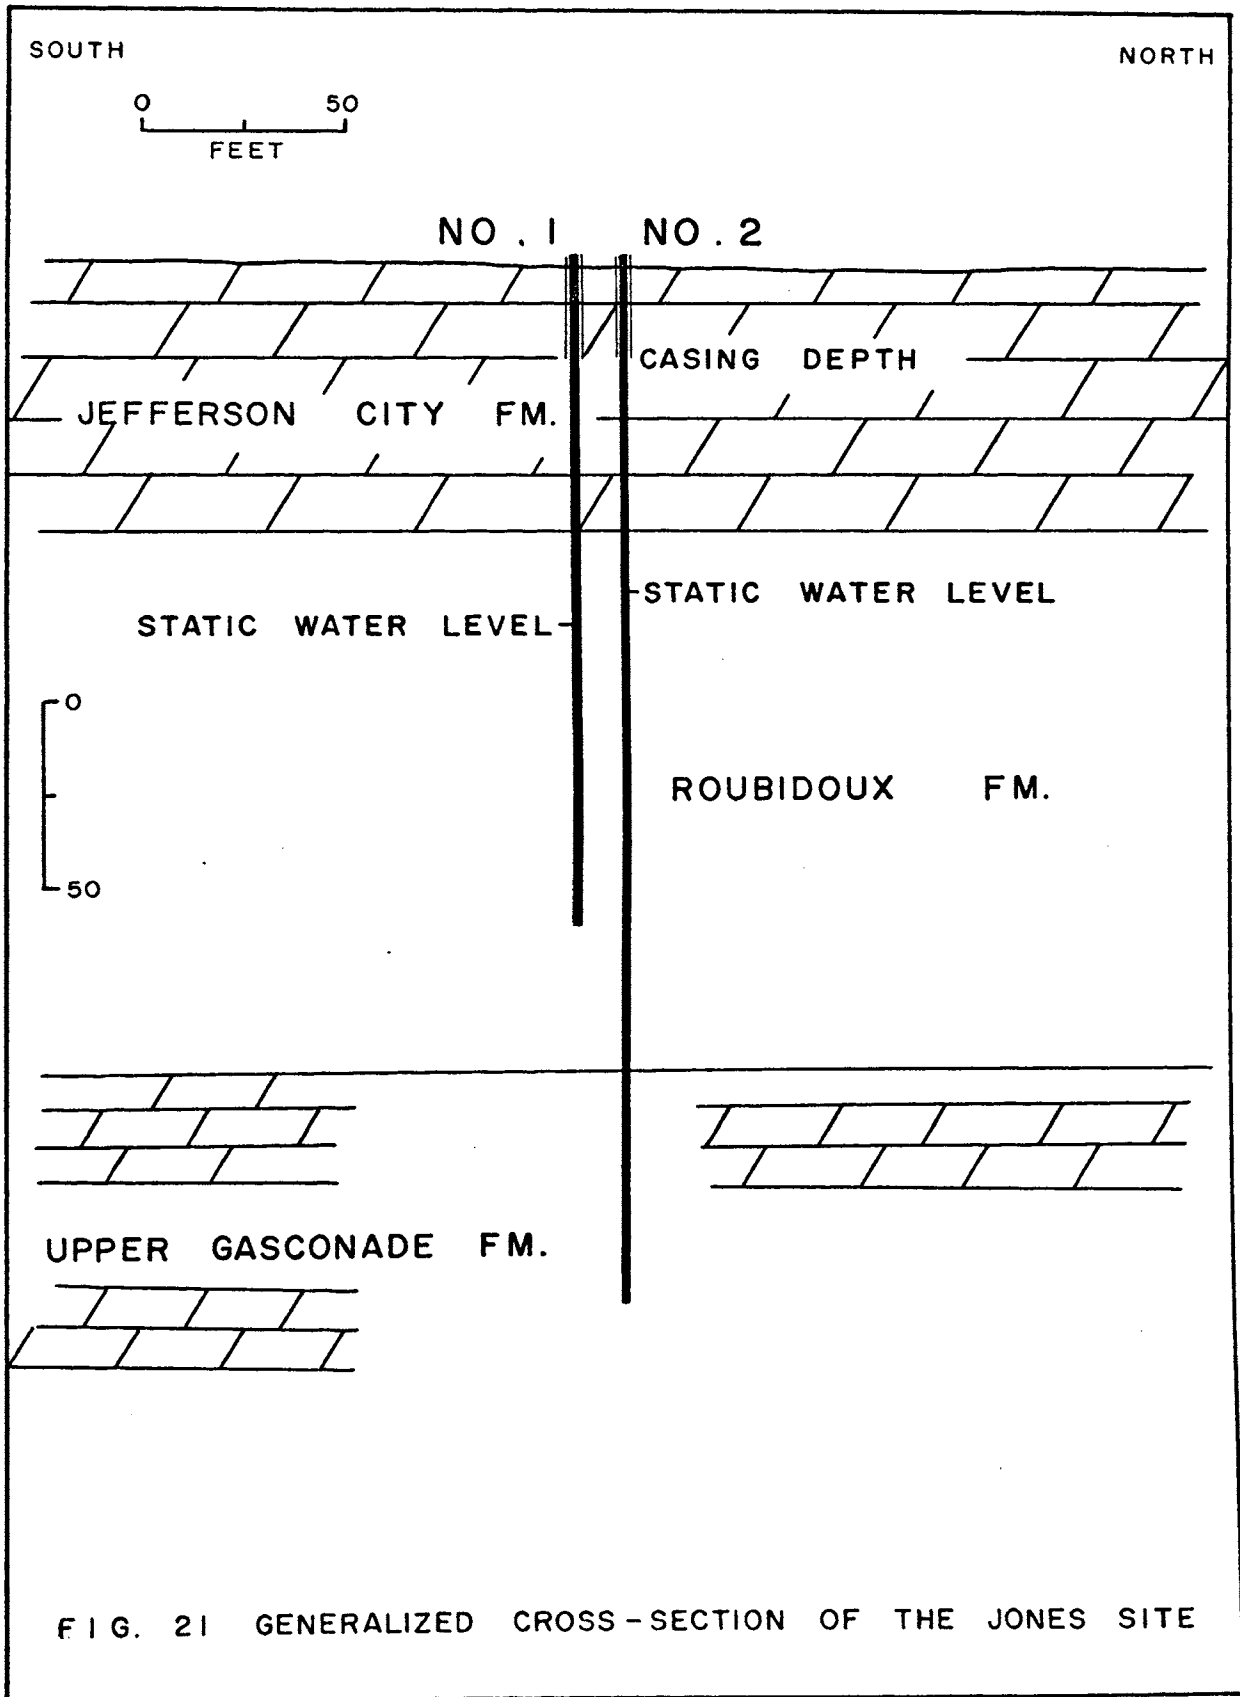 SOUTH
NORTH
0 50
FEET
NO. 1 NO. 2
CASING DEPTH
JEFFERSON CITY FM.
STATIC WATER LEVEL
STATIC WATER LEVEL
0
ROUBIDOUX FM.
50
UPPER GASCONADE FM.
FIG. 21 GENERALIZED CROSS-SECTION OF THE JONES SITE